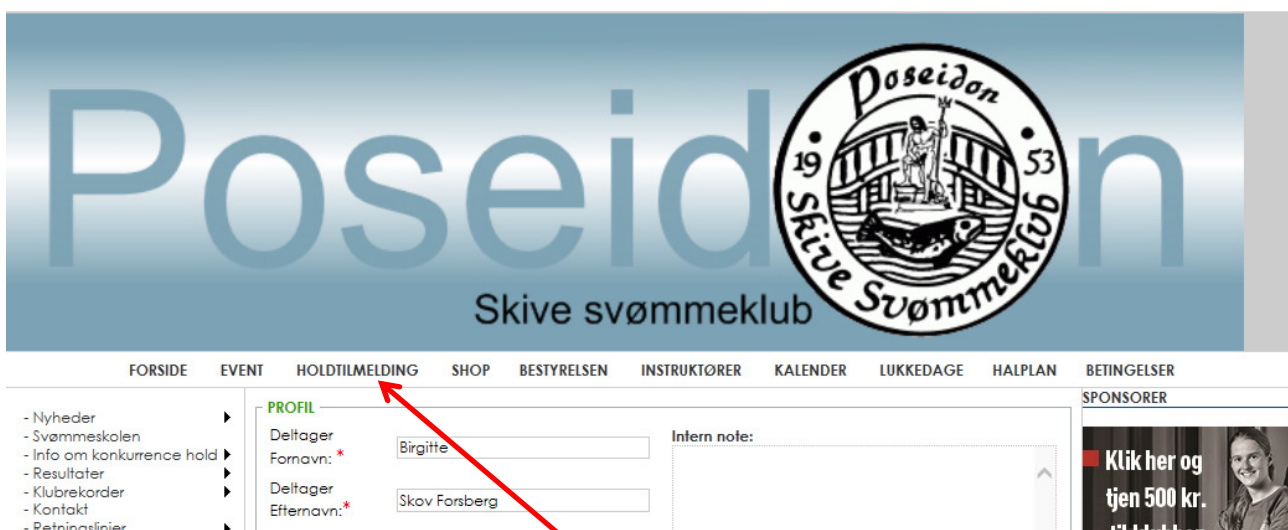 Poseidon
Poseidon
19 53
Skive Svømmeklub
Skive svømmeklub
FORSIDE EVENT HOLDTILMELDING SHOP BESTYRELSEN INSTRUKTØRER KALENDER LUKKEDAGE HALPLAN BETINGELSER
- Nyheder
- Svømmeskolen
- Info om konkurrence hold
- Resultater
- Klubrekorder
- Kontakt
- Retningslinier
PROFIL
Deltager
Fornavn: *
Birgitte
Deltager
Efternavn:*
Skov Forsberg
Intern note:
SPONSORER
Klik her og
tjen 500 kr.